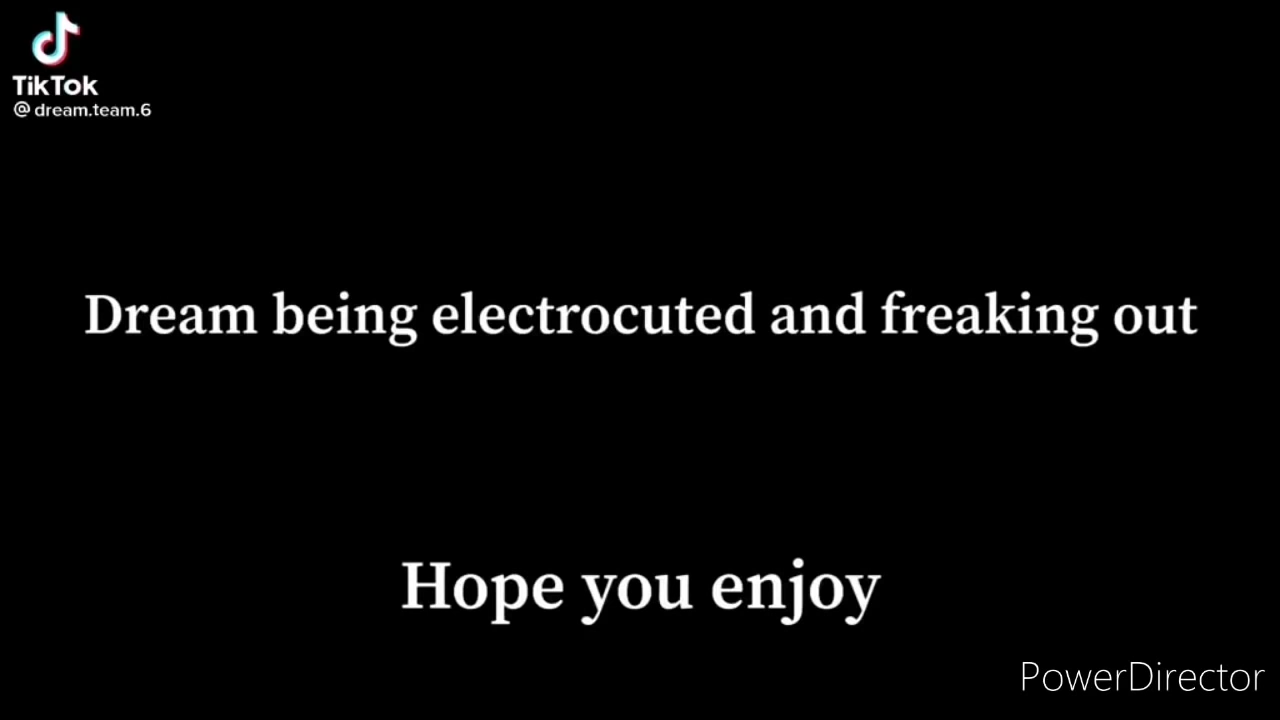 TikTok
@ dream.team.6
Dream being electrocuted and freaking out
Hope you enjoy
PowerDirector